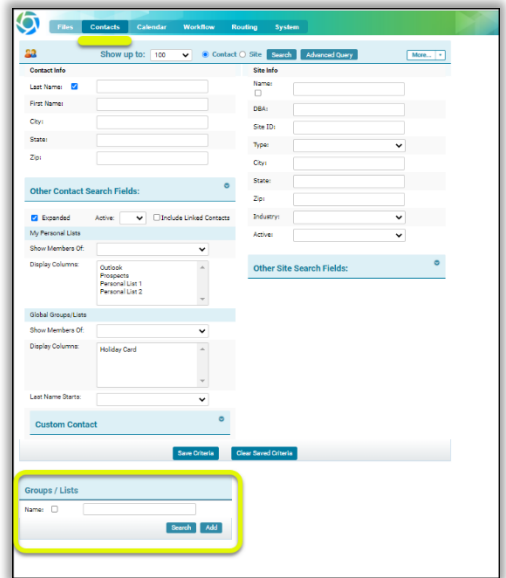 Files Contacts Calendar Workflow Routing System
Show up to: 100 Contact Site Search Advanced Query More...
Contact Info
Last Name:
First Name:
City:
State:
Zip:
Other Contact Search Fields:
Expanded Active: Include Linked Contacts
My Personal Lists
Show Members Of:
Display Columns:
Outlook
Prospects
Personal List 1
Personal List 2
Global Groups/Lists
Show Members Of:
Display Columns:
Holiday Card
Last Name Starts:
Custom Contact
Site Info
Name:
DBA:
Site ID:
Type:
City:
State:
Zip:
Industry:
Active:
Other Site Search Fields:
Save Criteria Clear Saved Criteria
Groups / Lists
Name:
Search Add